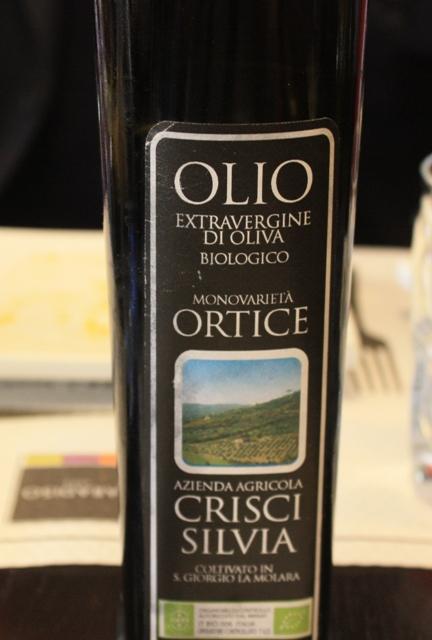 OLIO
EXTRAVERGINE
DI OLIVA
BIOLOGICO
MONOVARIETÀ
ORTICE
AZIENDA AGRICOLA
CRISCI
SILVIA
COLTIVATO IN
S. GIORGIO LA MOLARA